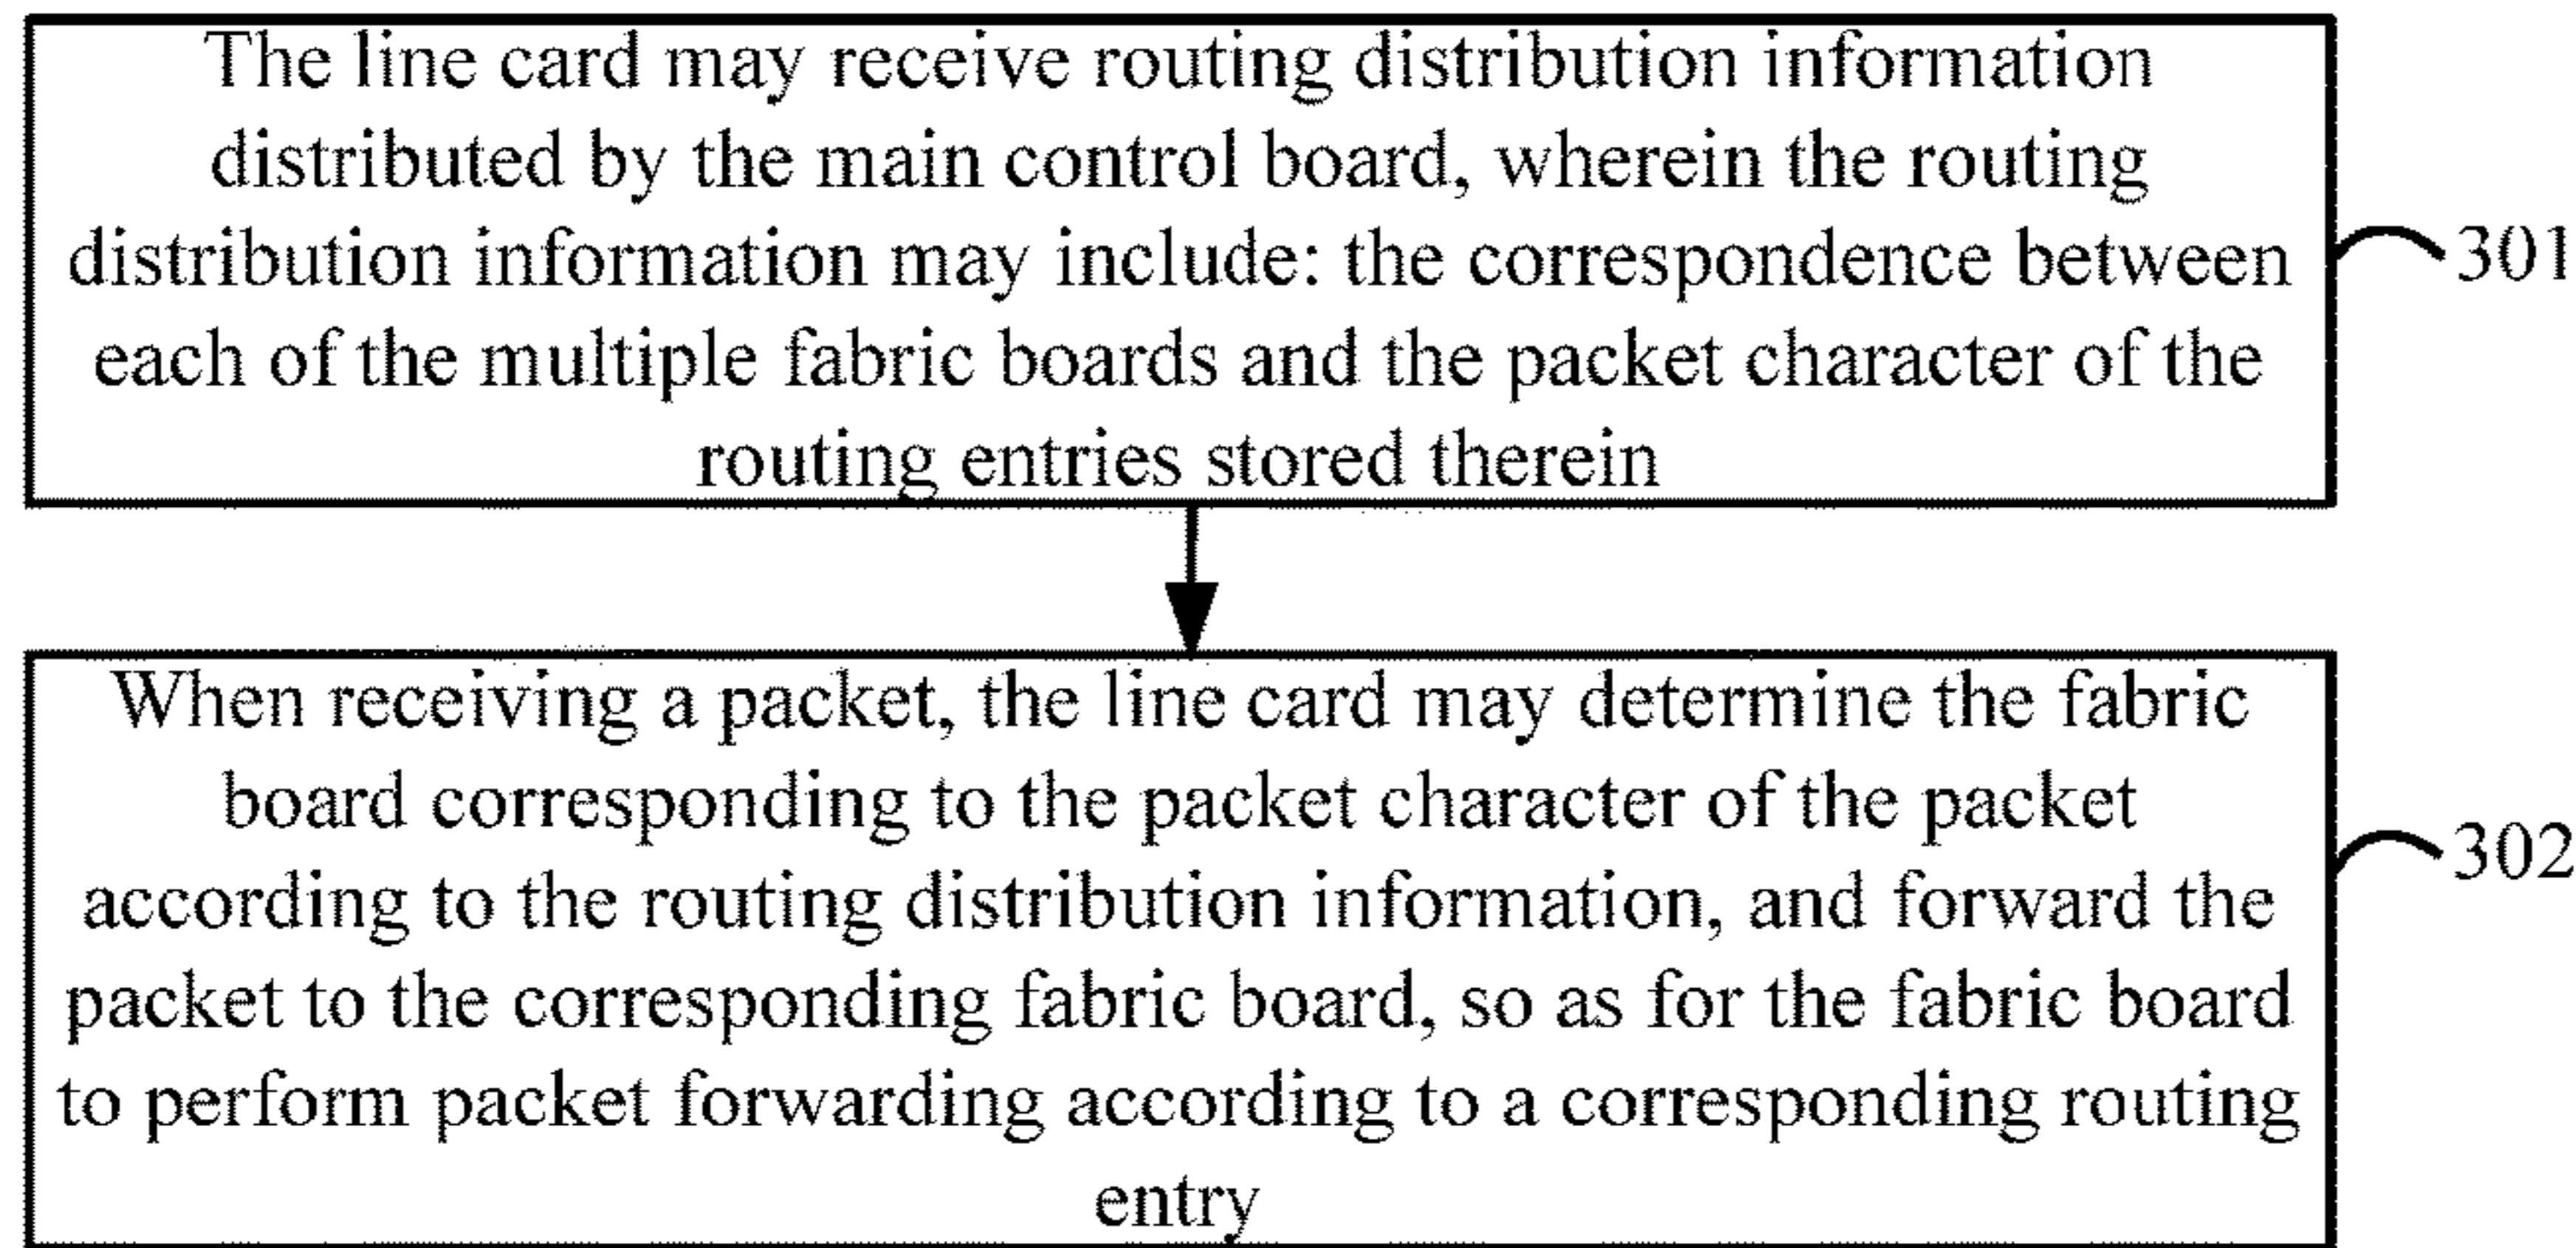 The line card may receive routing distribution information
distributed by the main control board, wherein the routing
distribution information may include: the correspondence between
each of the multiple fabric boards and the packet character of the
routing entries stored therein
301
When receiving a packet, the line card may determine the fabric
board corresponding to the packet character of the packet
according to the routing distribution information, and forward the
packet to the corresponding fabric board, so as for the fabric board
to perform packet forwarding according to a corresponding routing
entry
302